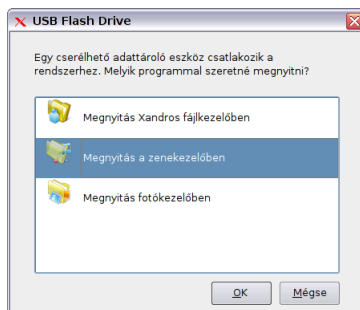 USB Flash Drive
Egy cserélhető adattároló eszköz csatlakozik a
rendszerhez. Melyik programmal szeretné megnyitni?
Megnyitás Xandros fájlkezelőben
Megnyitás a zenekezelőben
Megnyitás fotókezelőben
OK
Mégse